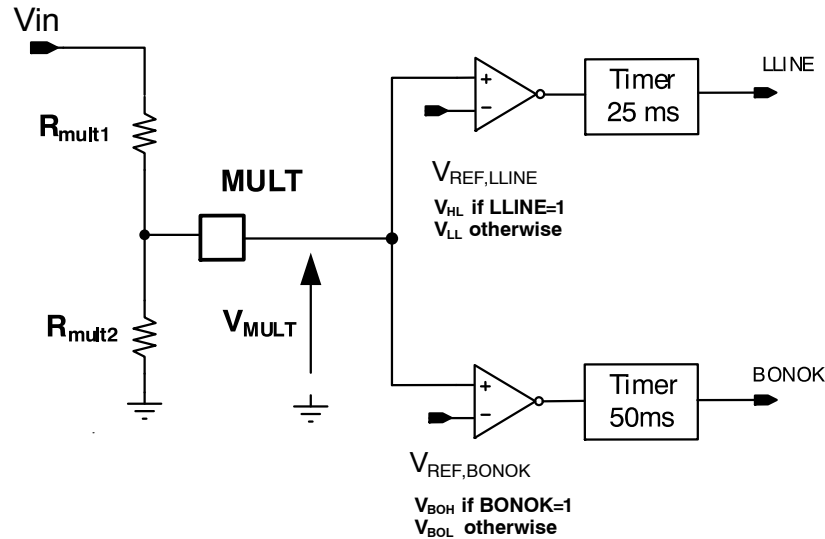 Vin
Rmult1
MULT
Rmult2
VMULT
+
−
Timer
25 ms
LLINE
VREF,LLINE
VHL if LLINE=1
VLL otherwise
+
−
Timer
50ms
BONOK
VREF,BONOK
VBOH if BONOK=1
VBOL otherwise